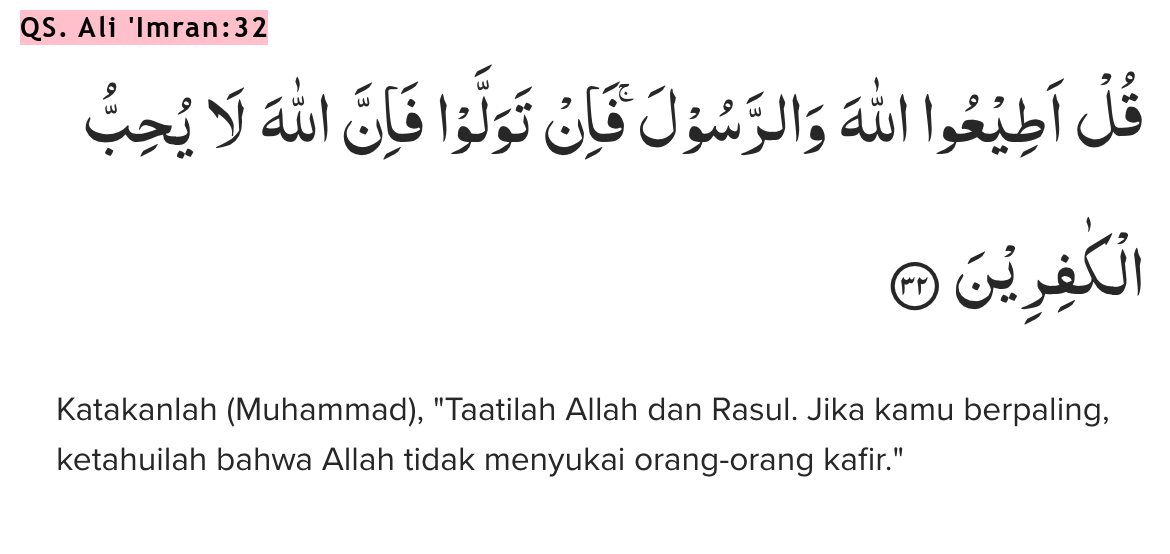 QS. Ali 'Imran:32
قُلْ اَطِيْعُوا اللّٰهَ وَالرَّسُوْلَ ۚ فَاِنْ تَوَلَّوْا فَاِنَّ اللّٰهَ لَا يُحِبُّ
الْكٰفِرِيْنَ ٣٢
Katakanlah (Muhammad), "Taatilah Allah dan Rasul. Jika kamu berpaling,
ketahuilah bahwa Allah tidak menyukai orang-orang kafir."